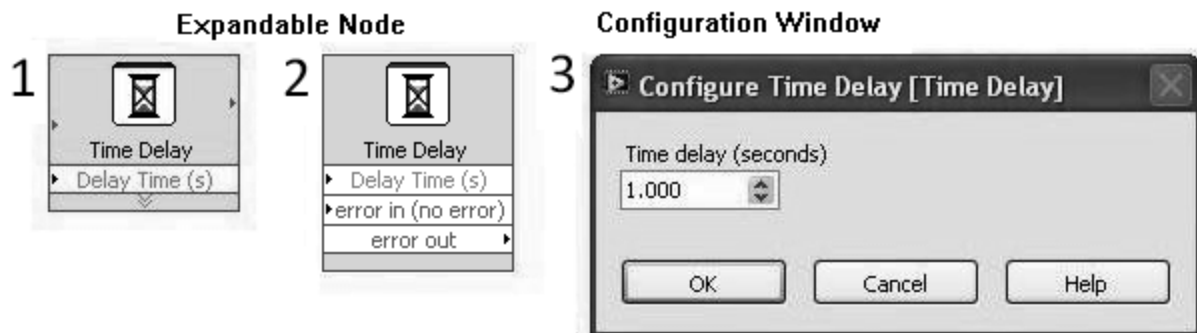 Expandable Node
Configuration Window
1
Time Delay
Delay Time (s)
2
Time Delay
Delay Time (s)
error in (no error)
error out
3
Configure Time Delay [Time Delay]
Time delay (seconds)
1.000
OK
Cancel
Help